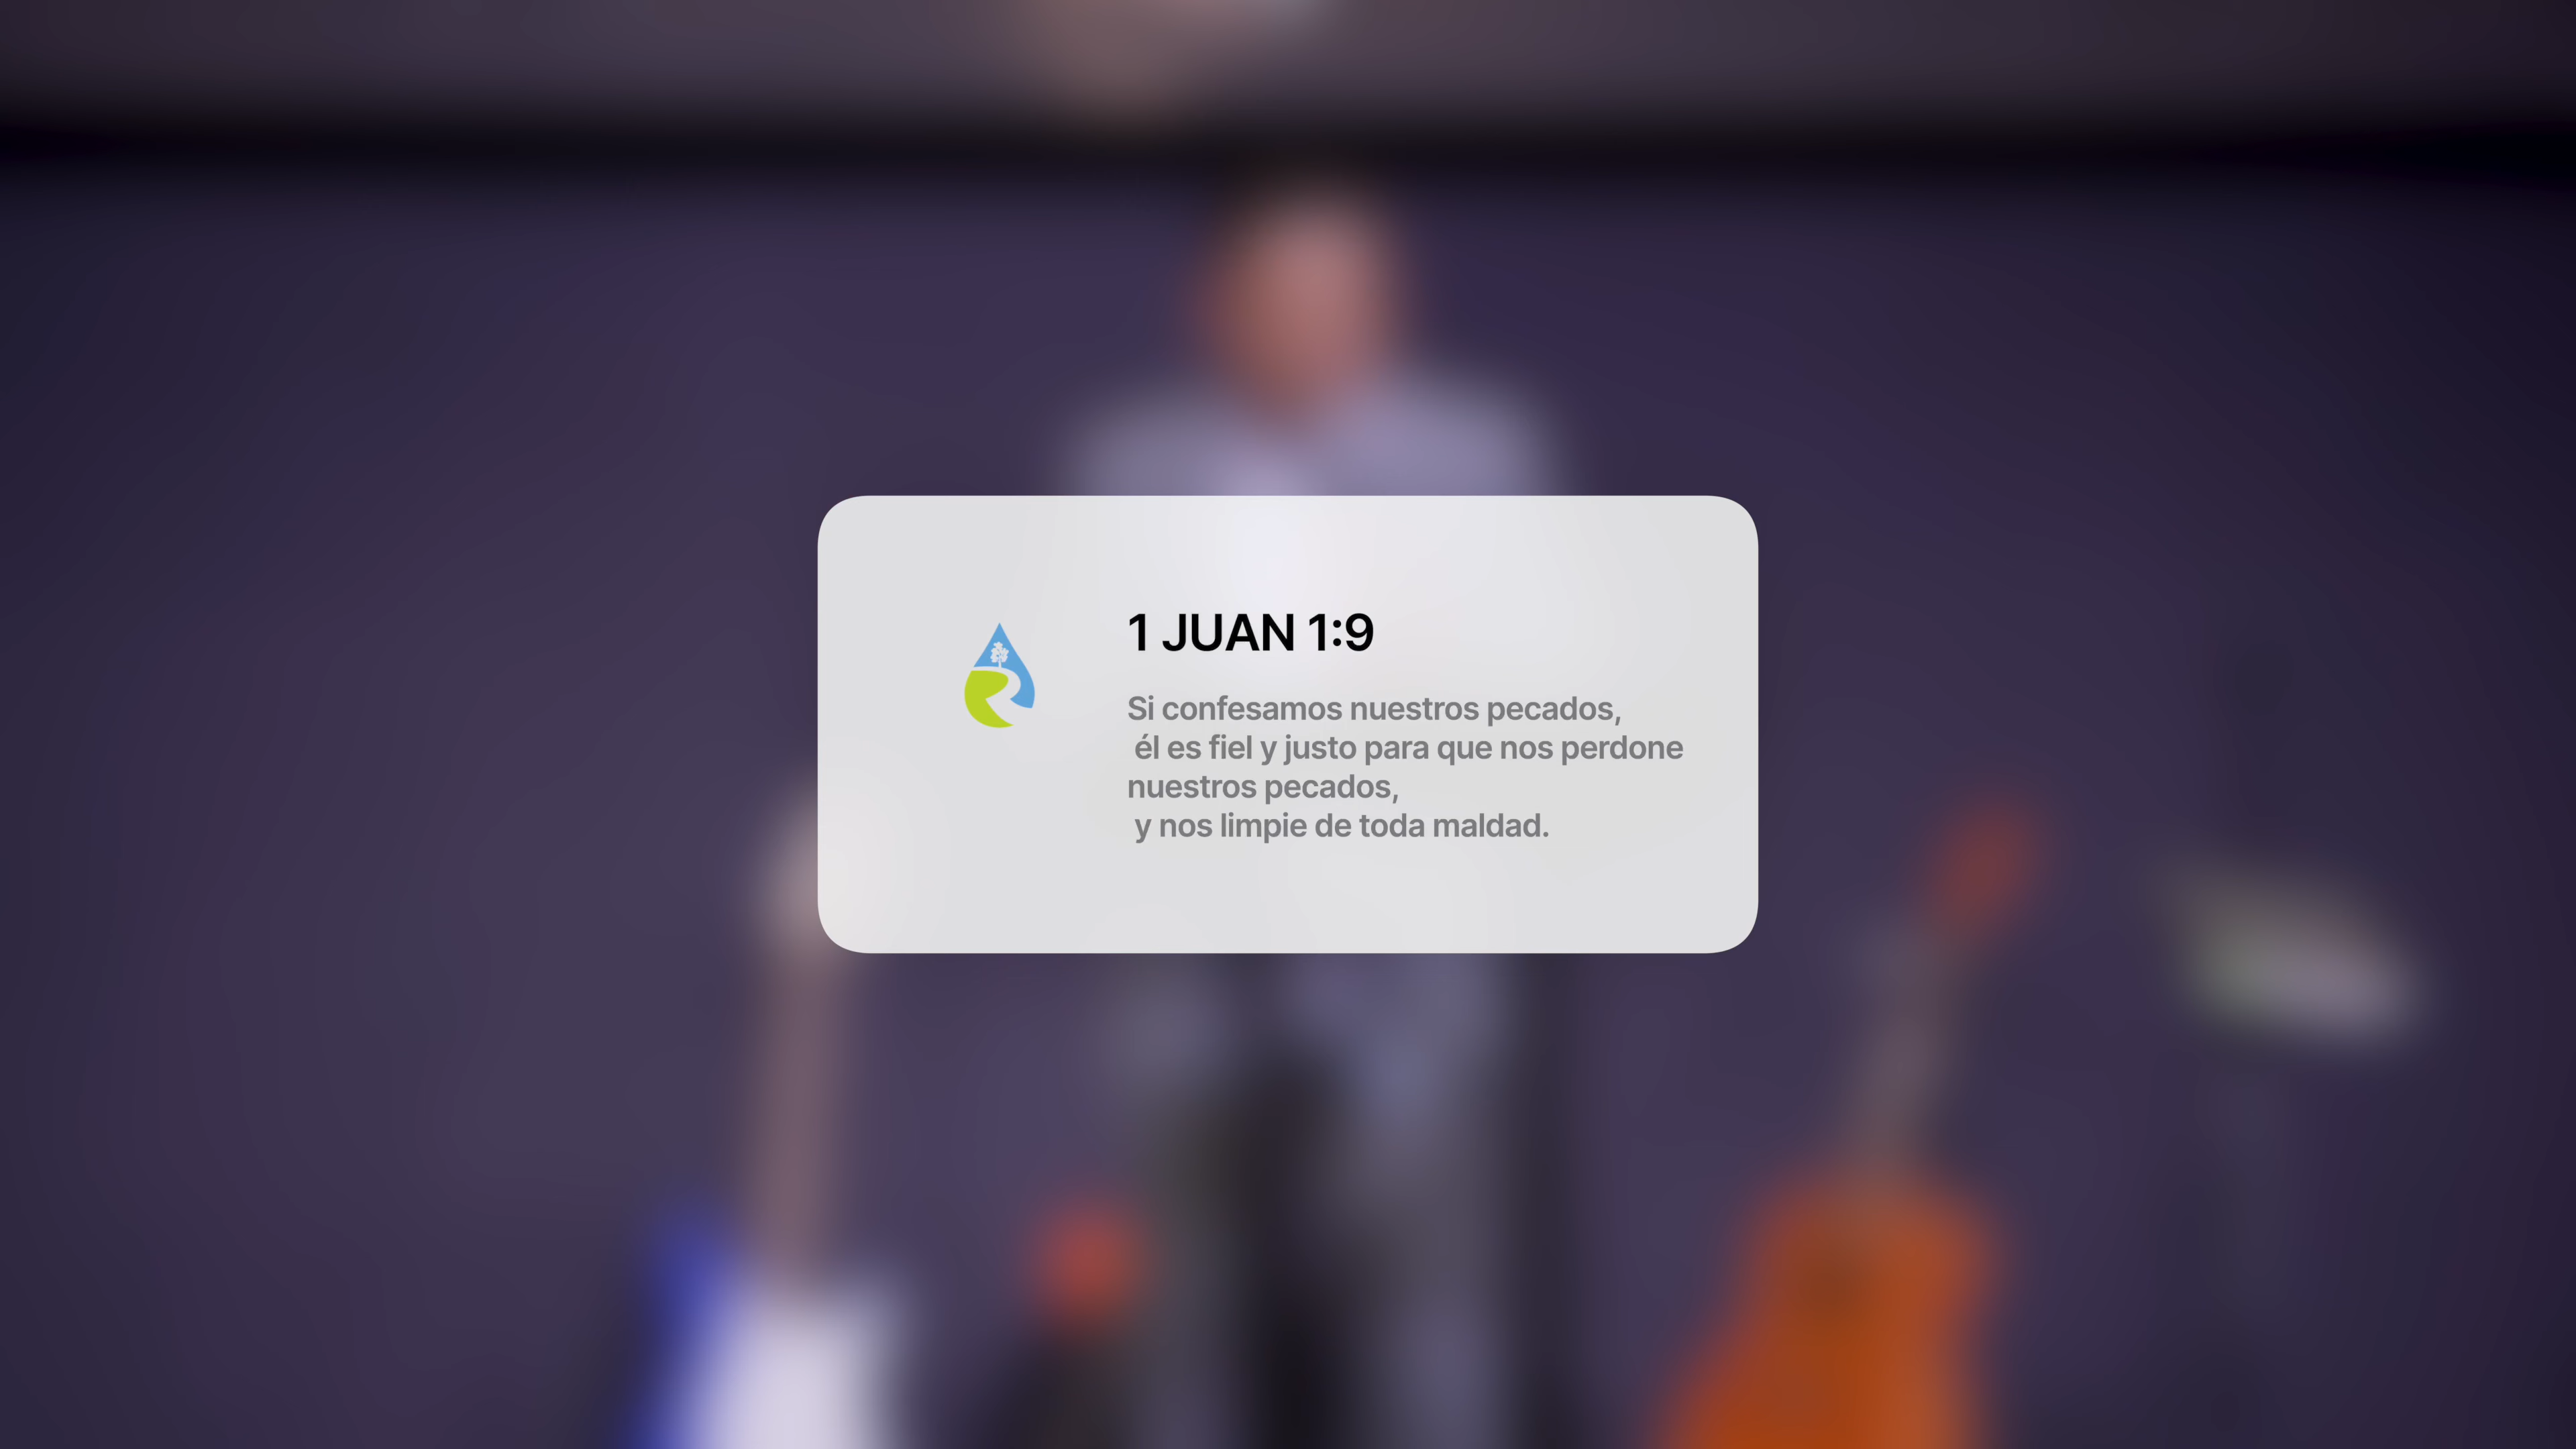 1 JUAN 1:9
Si confesamos nuestros pecados,
él es fiel y justo para que nos perdone
nuestros pecados,
y nos limpie de toda maldad.